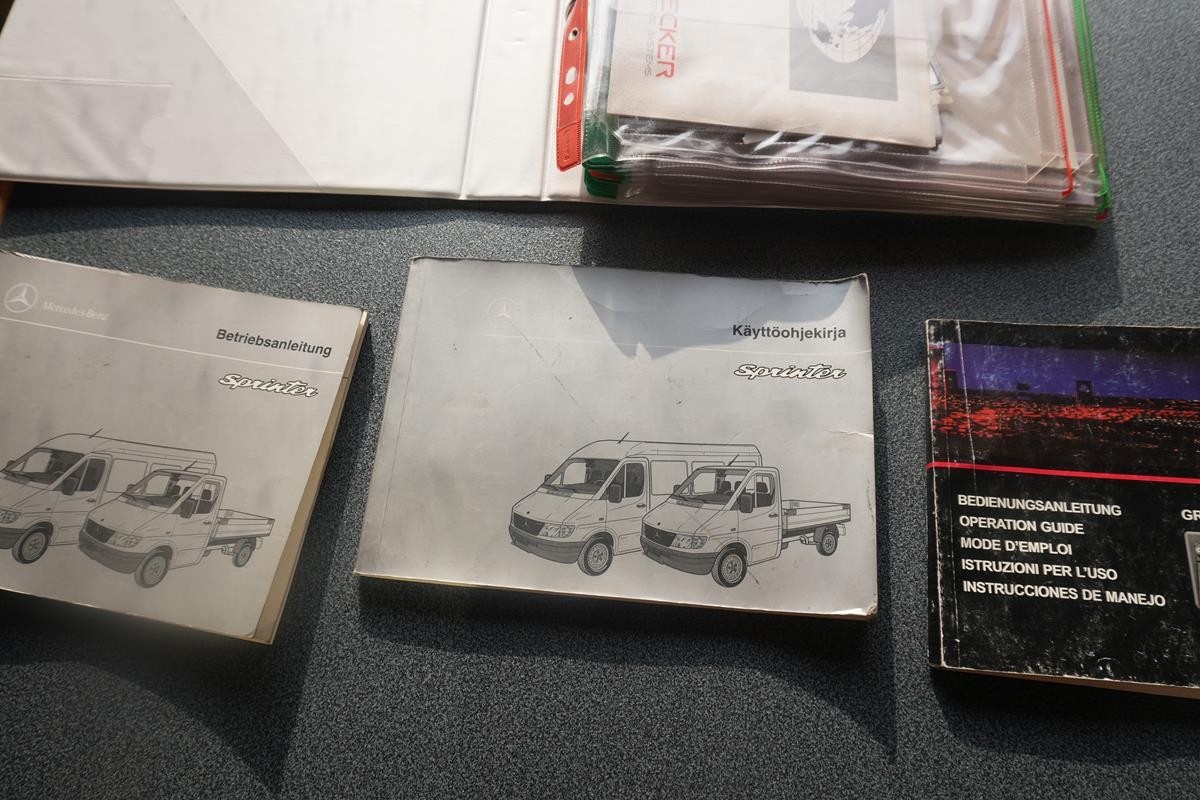 ECKER
Mercedes-Benz
Betriebsanleitung
Sprinter
Käyttöohjekirja
Sprinter
BEDIENUNGSANLEITUNG
OPERATION GUIDE
MODE D'EMPLOI
ISTRUZIONI PER L'USO
INSTRUCCIONES DE MANEJO
GR